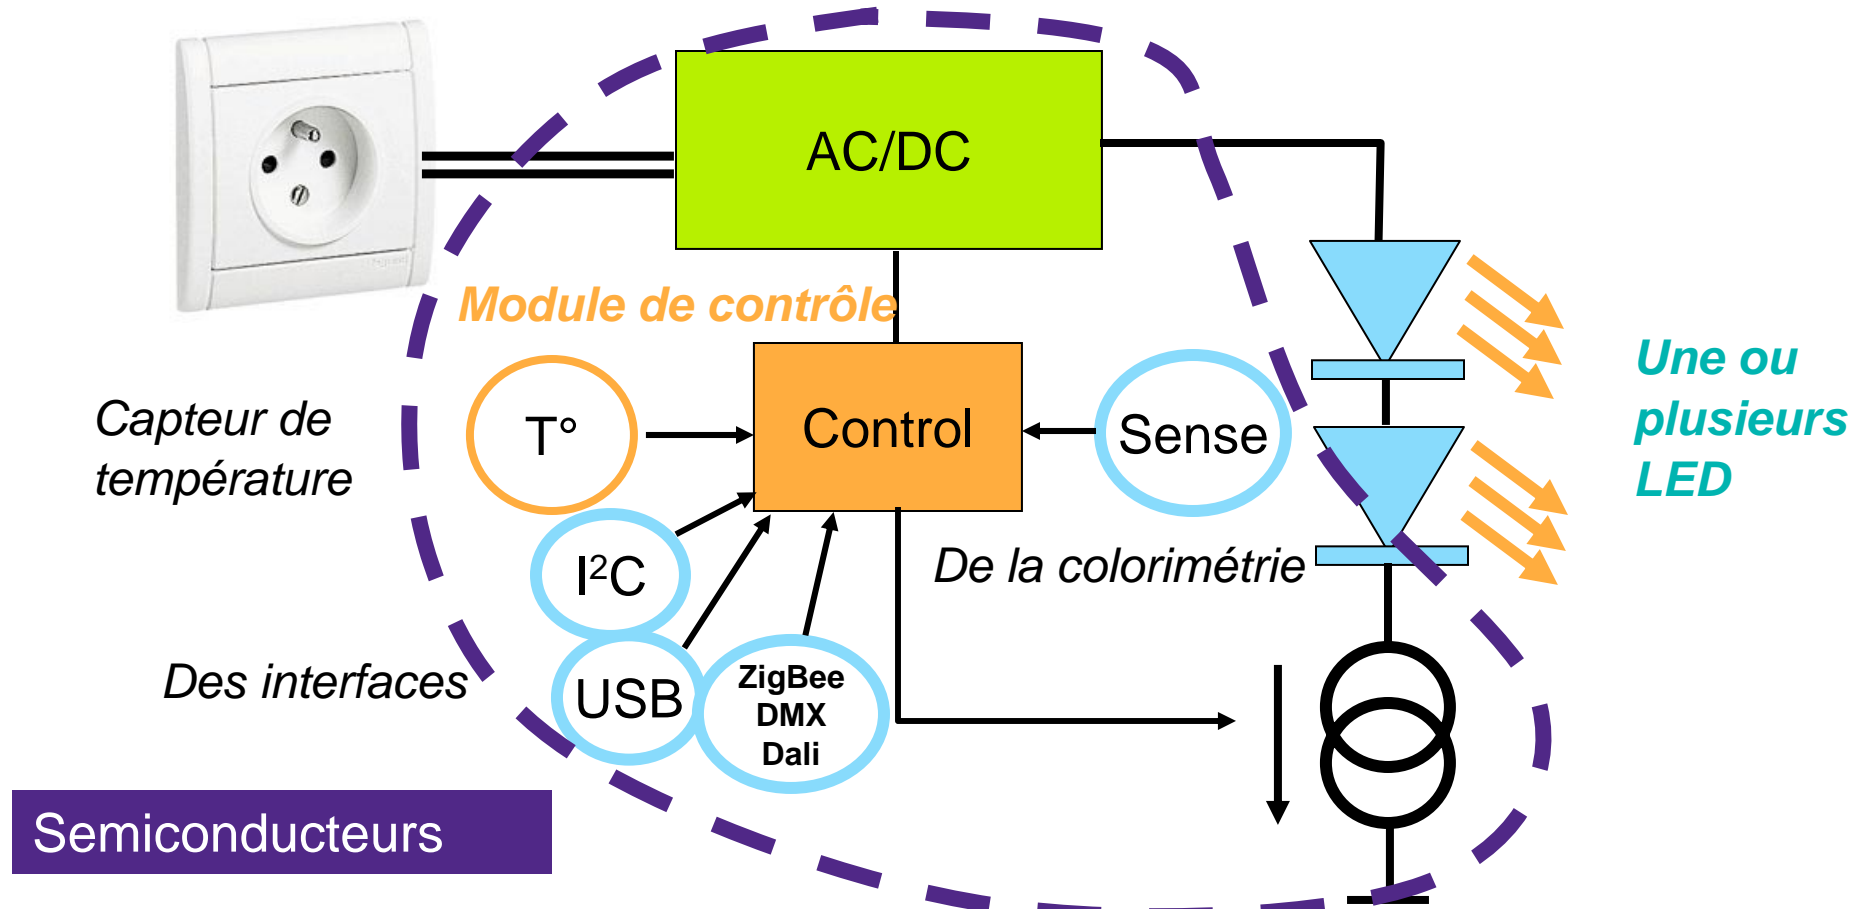 AC/DC
Module de contrôle
Une ou
plusieurs
LED
Capteur de
température
T°
Control
Sense
I²C
De la colorimétrie
Des interfaces
USB
ZigBee
DMX
Dali
Semiconducteurs